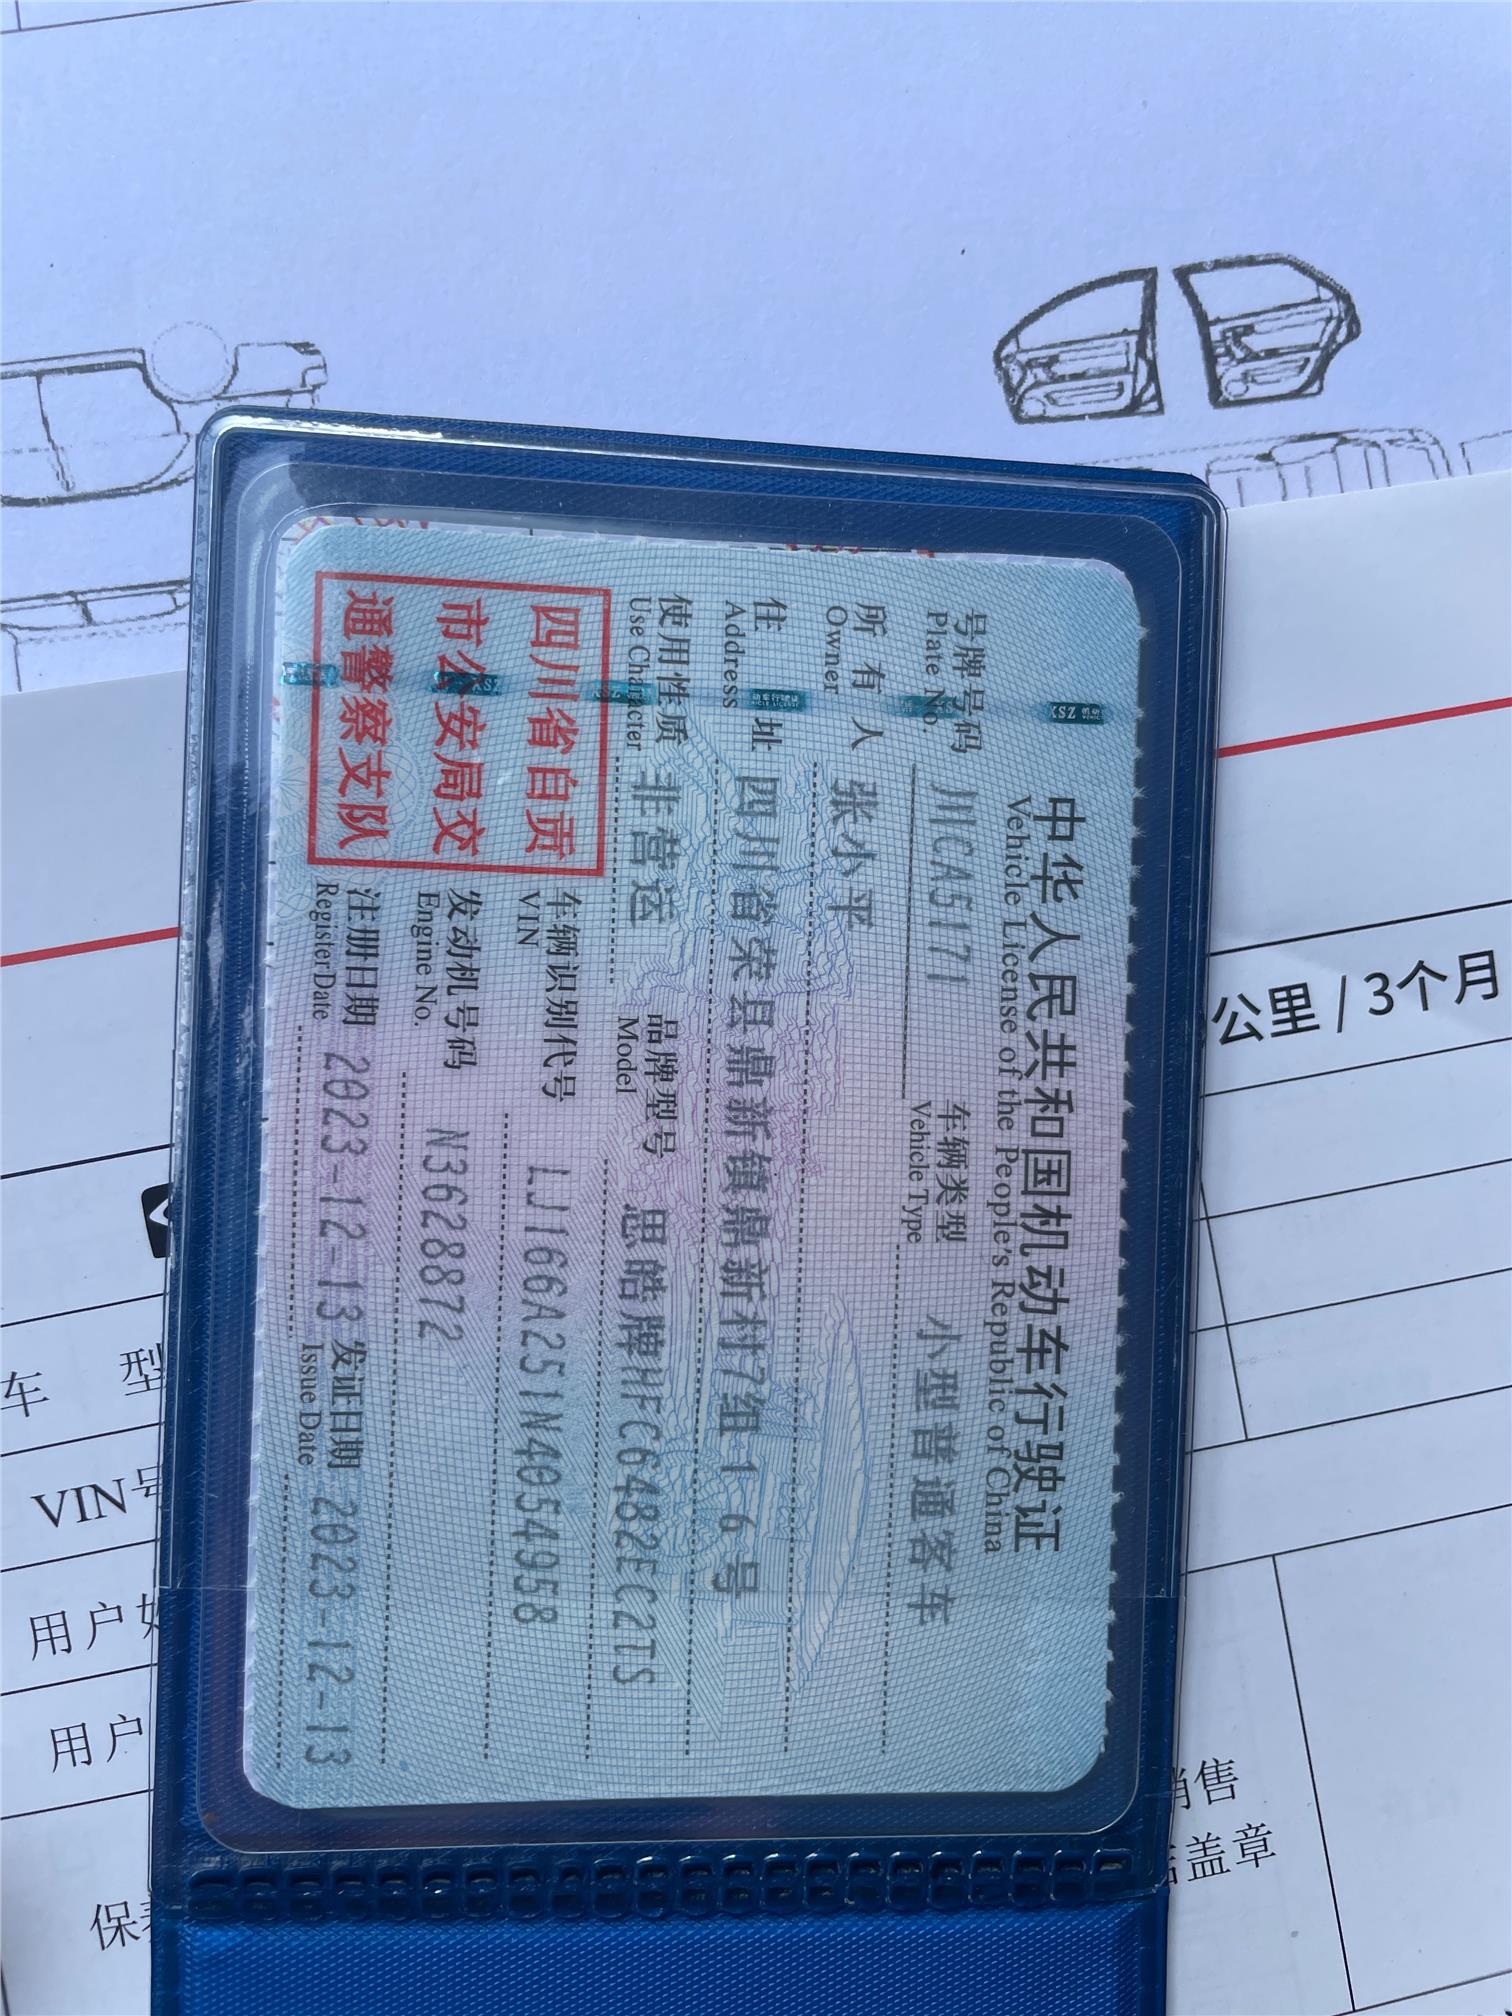 中华人民共和国机动车行驶证
Vehicle License of the People's Republic of China
号牌号码 川CA5171 车辆类型 小型普通客车
Plate No. Vehicle Type
所有人 张小平
Owner
住址 四川省荣县鼎新镇鼎新村7组16号
Address
使用性质 非营运 品牌型号 思皓牌HFC6482EC2TS
Use Character Model
四川省自贡
市公安局交
通警察支队
车辆识别代号 LJ166A251N4054958
VIN
发动机号码 N3628872
Engine No.
注册日期 2023-12-13 发证日期 2023-12-13
Register Date Issue Date
公里 / 3个月
车 型
VIN号
用户
用户
保
销售
盖章